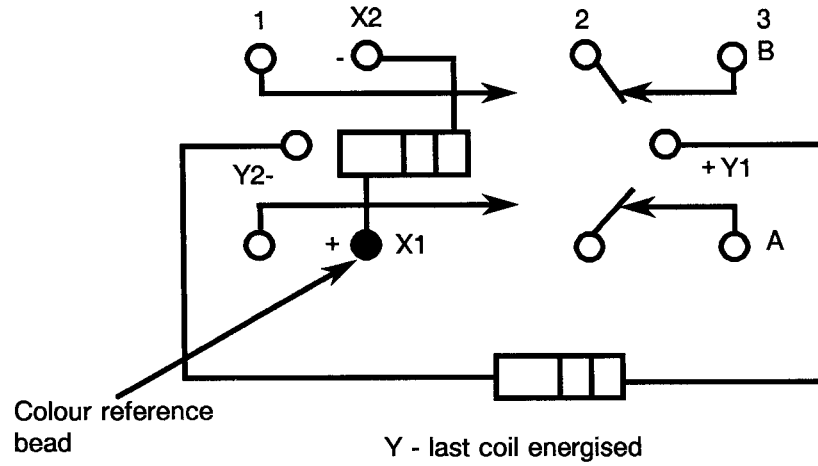 1 X2 2 3
- B
Y2- + Y1
+ X1 A
Colour reference
bead
Y - last coil energised